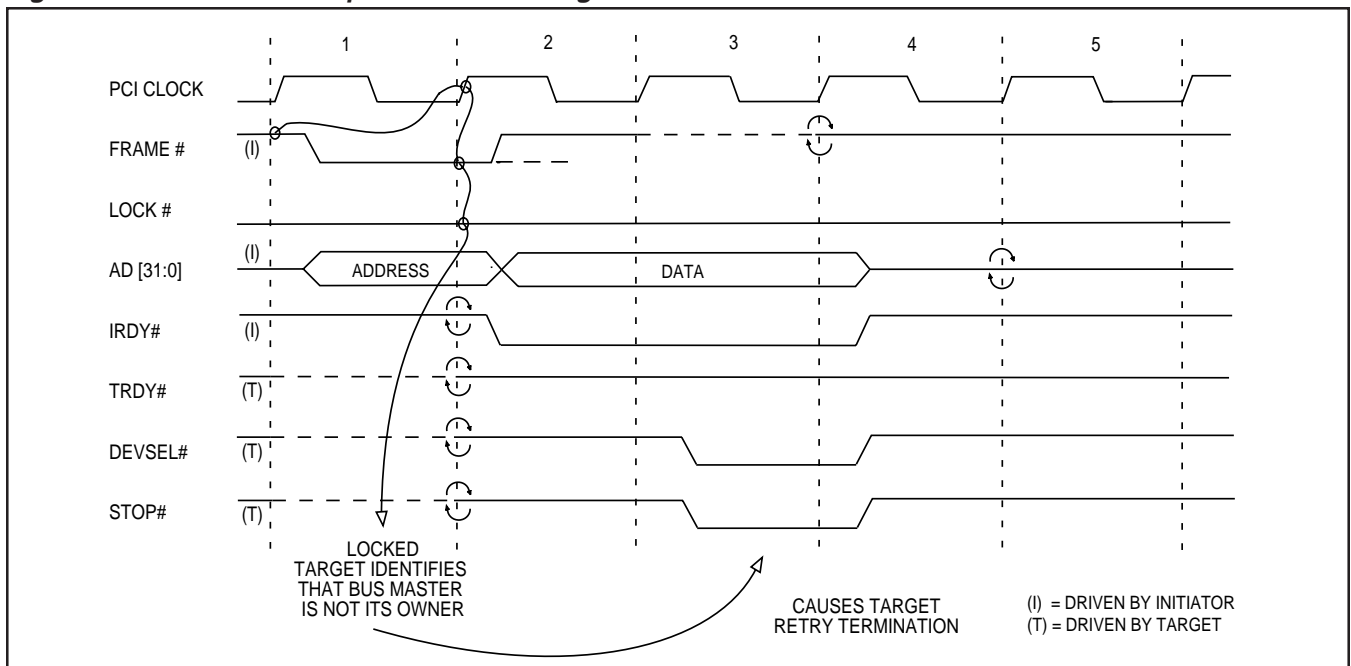 1 2 3 4 5
PCI CLOCK
FRAME # (I)
LOCK #
AD [31:0] (I) ADDRESS DATA
IRDY# (I)
TRDY# (T)
DEVSEL# (T)
STOP# (T)
LOCKED
TARGET IDENTIFIES
THAT BUS MASTER
IS NOT ITS OWNER
CAUSES TARGET
RETRY TERMINATION
(I) = DRIVEN BY INITIATOR
(T) = DRIVEN BY TARGET